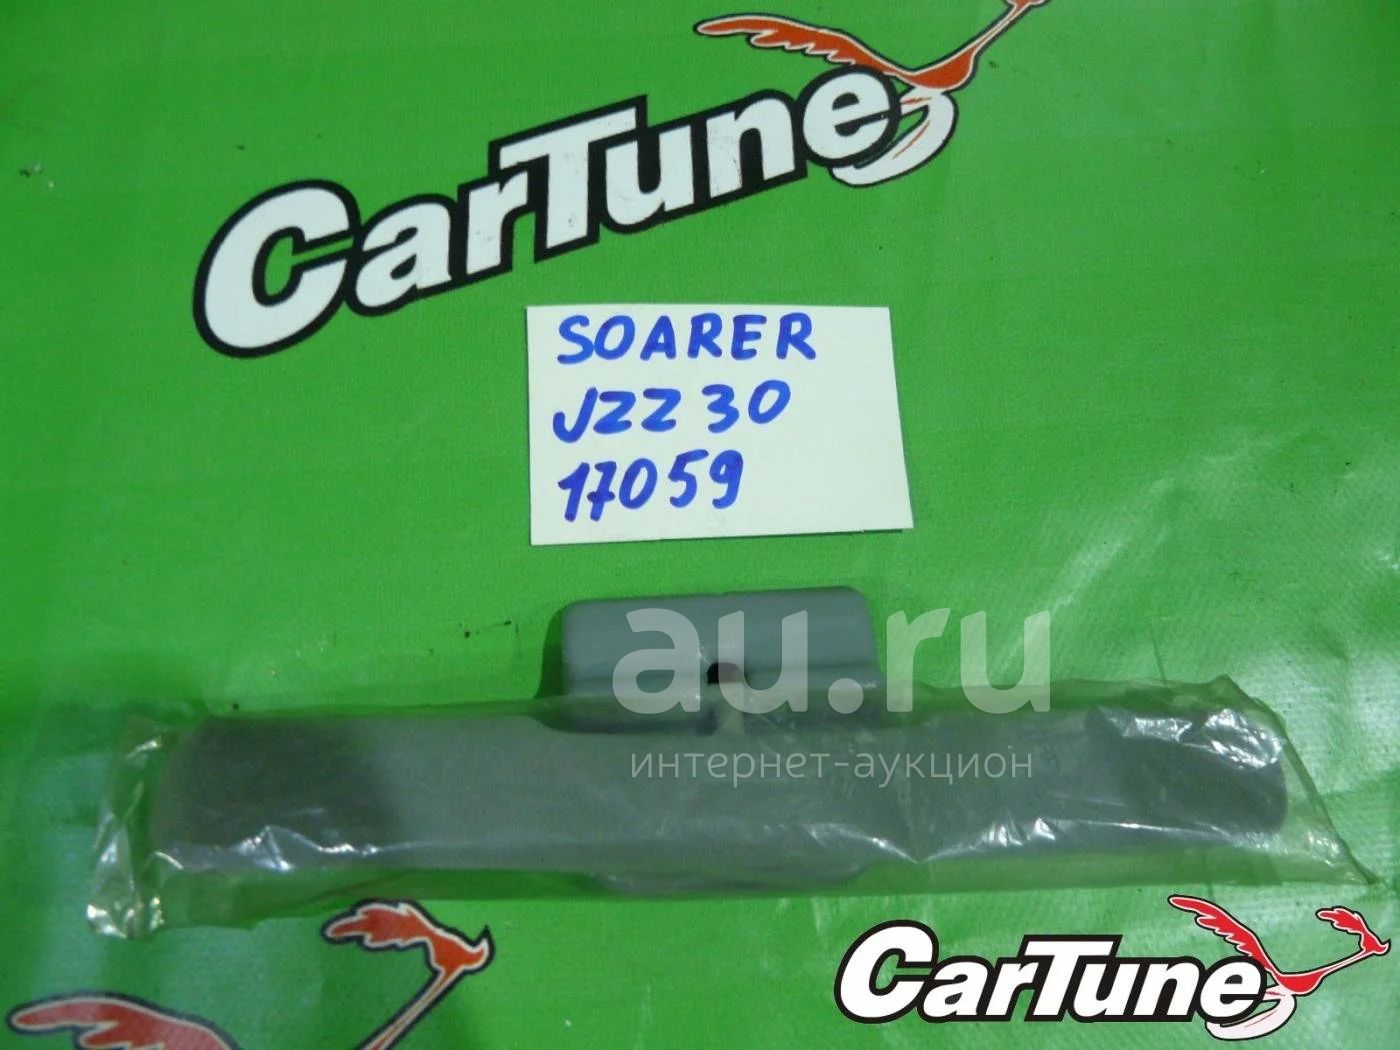 CarTune
SOARER
JZZ30
17059
au.ru
интернет-аукцион
CarTune